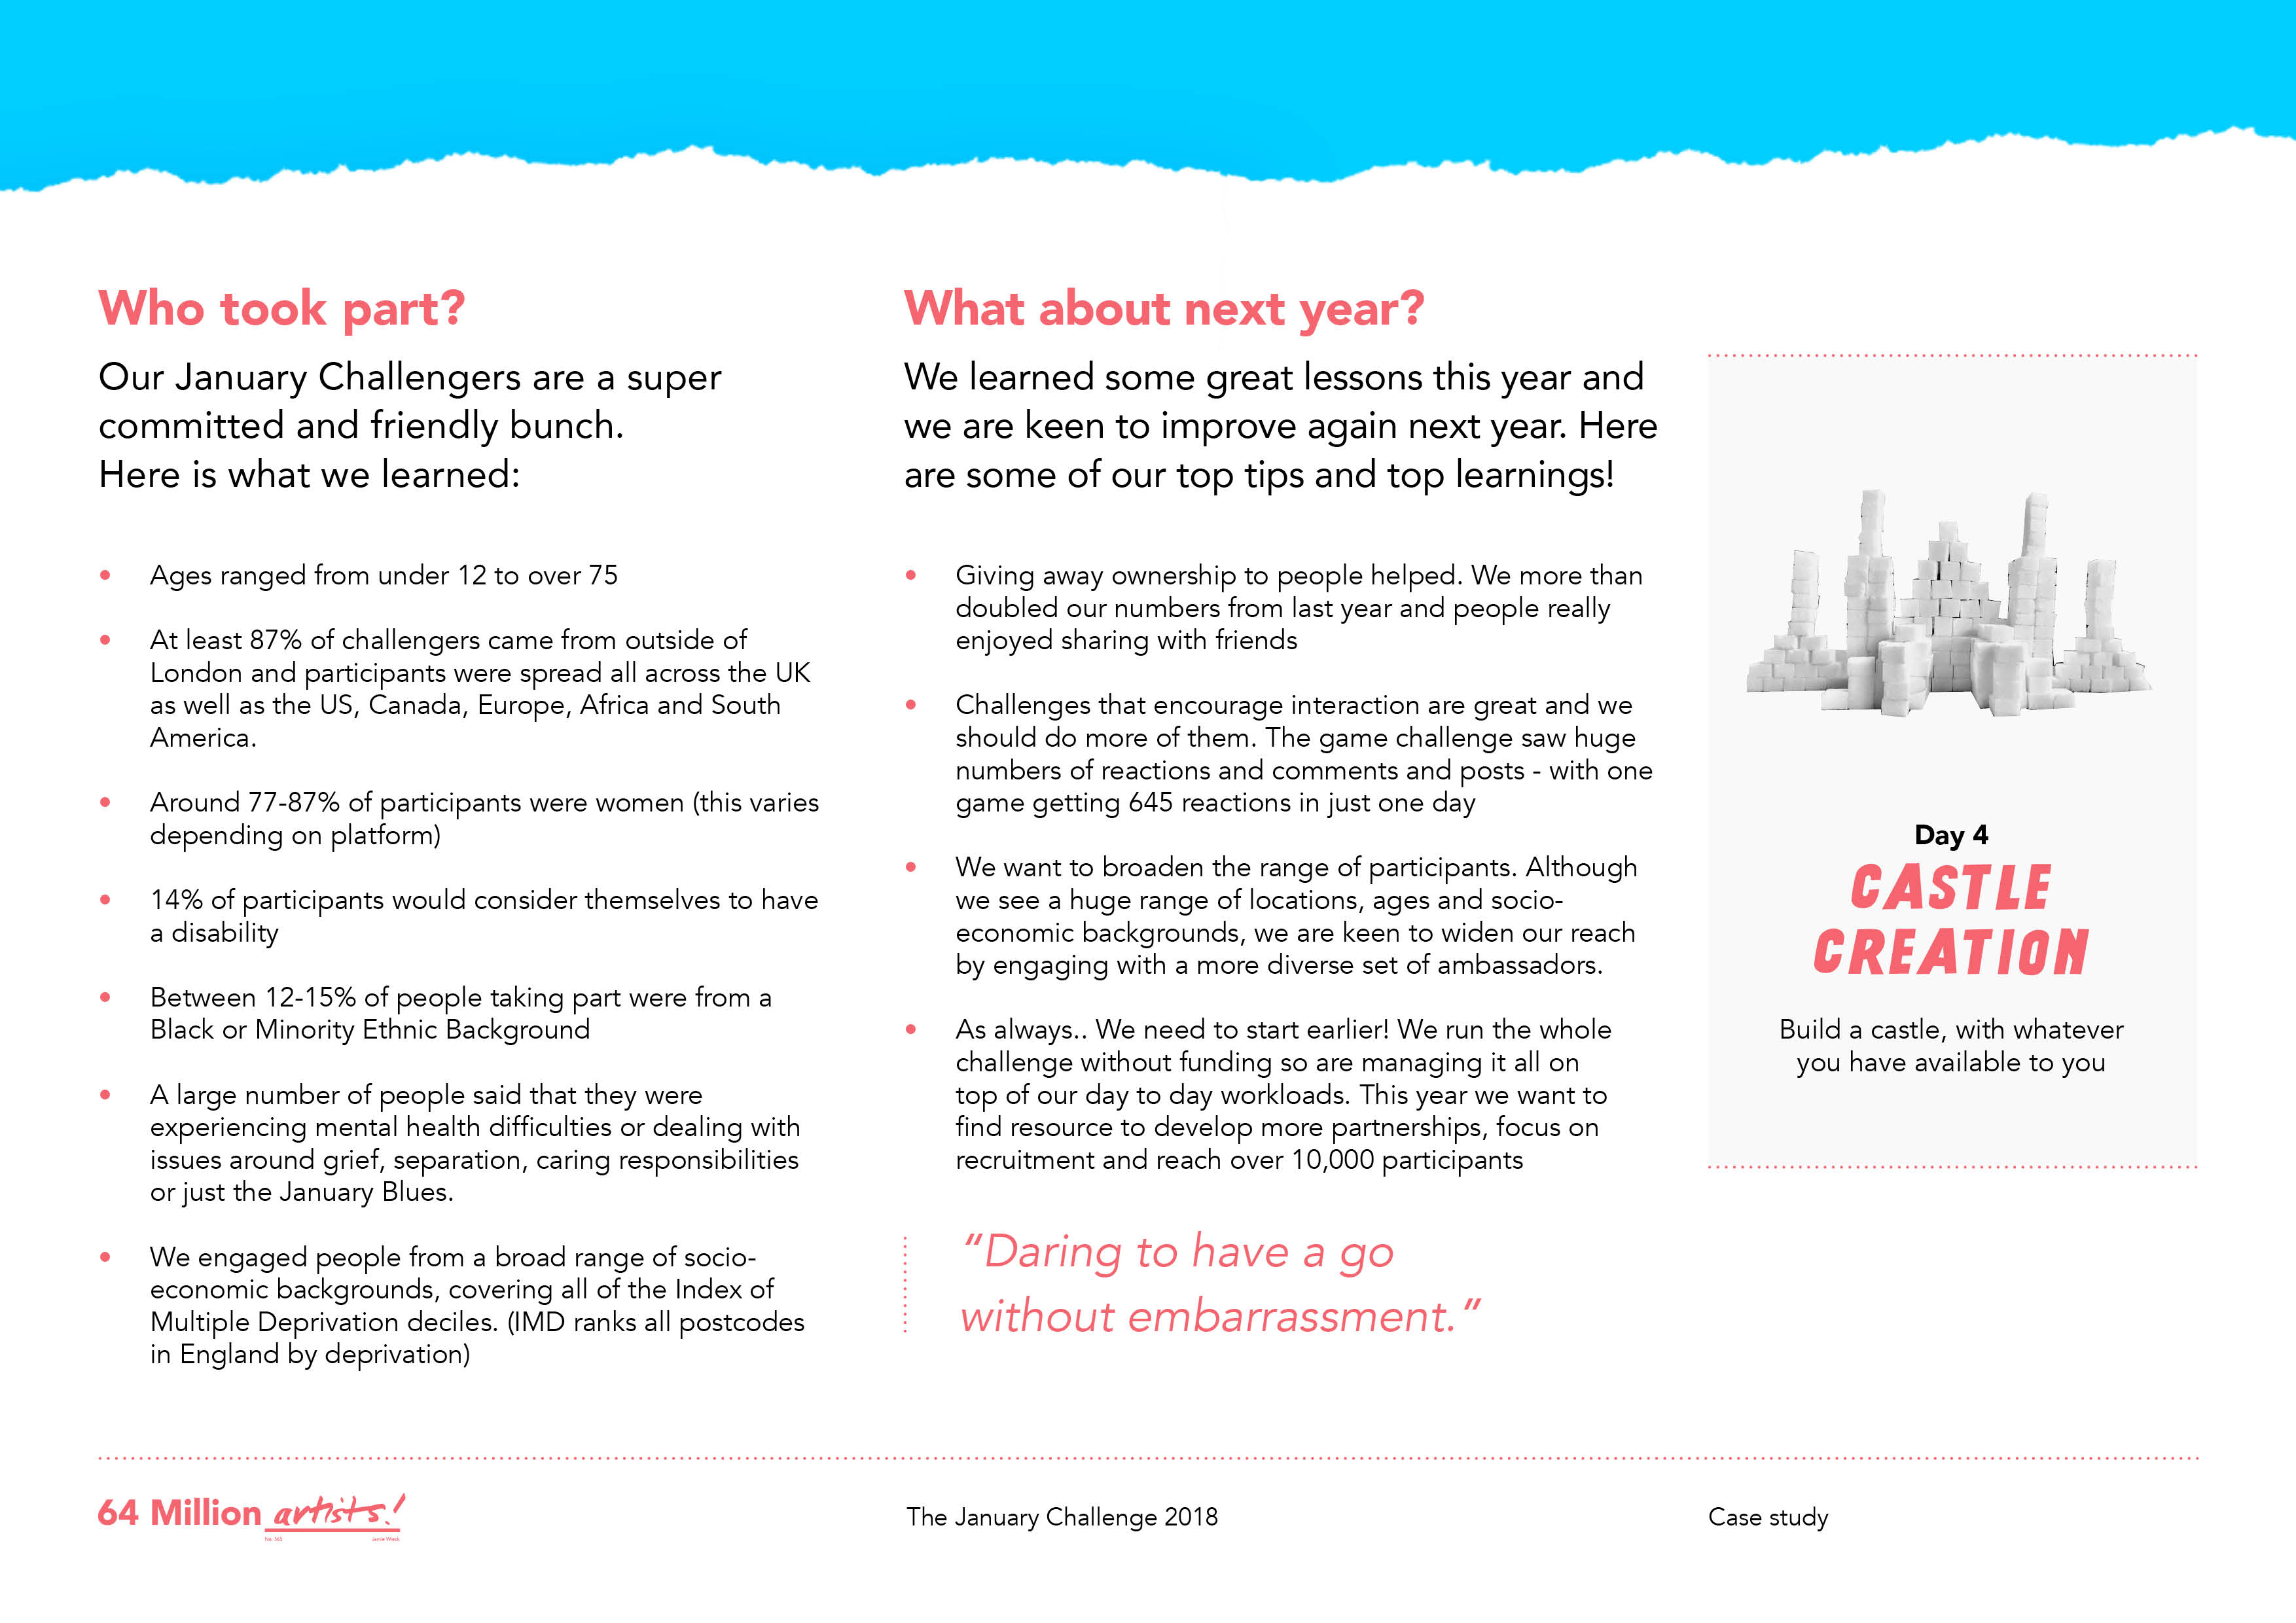 Who took part?
Our January Challengers are a super
committed and friendly bunch.
Here is what we learned:
• Ages ranged from under 12 to over 75
• At least 87% of challengers came from outside of
London and participants were spread all across the UK
as well as the US, Canada, Europe, Africa and South
America.
• Around 77-87% of participants were women (this varies
depending on platform)
• 14% of participants would consider themselves to have
a disability
• Between 12-15% of people taking part were from a
Black or Minority Ethnic Background
• A large number of people said that they were
experiencing mental health difficulties or dealing with
issues around grief, separation, caring responsibilities
or just the January Blues.
• We engaged people from a broad range of socio-
economic backgrounds, covering all of the Index of
Multiple Deprivation deciles. (IMD ranks all postcodes
in England by deprivation)
What about next year?
We learned some great lessons this year and
we are keen to improve again next year. Here
are some of our top tips and top learnings!
• Giving away ownership to people helped. We more than
doubled our numbers from last year and people really
enjoyed sharing with friends
• Challenges that encourage interaction are great and we
should do more of them. The game challenge saw huge
numbers of reactions and comments and posts - with one
game getting 645 reactions in just one day
• We want to broaden the range of participants. Although
we see a huge range of locations, ages and socio-
economic backgrounds, we are keen to widen our reach
by engaging with a more diverse set of ambassadors.
• As always.. We need to start earlier! We run the whole
challenge without funding so are managing it all on
top of our day to day workloads. This year we want to
find resource to develop more partnerships, focus on
recruitment and reach over 10,000 participants
“Daring to have a go
without embarrassment.”
Day 4
CASTLE
CREATION
Build a castle, with whatever
you have available to you
64 Million artists!
The January Challenge 2018
Case study